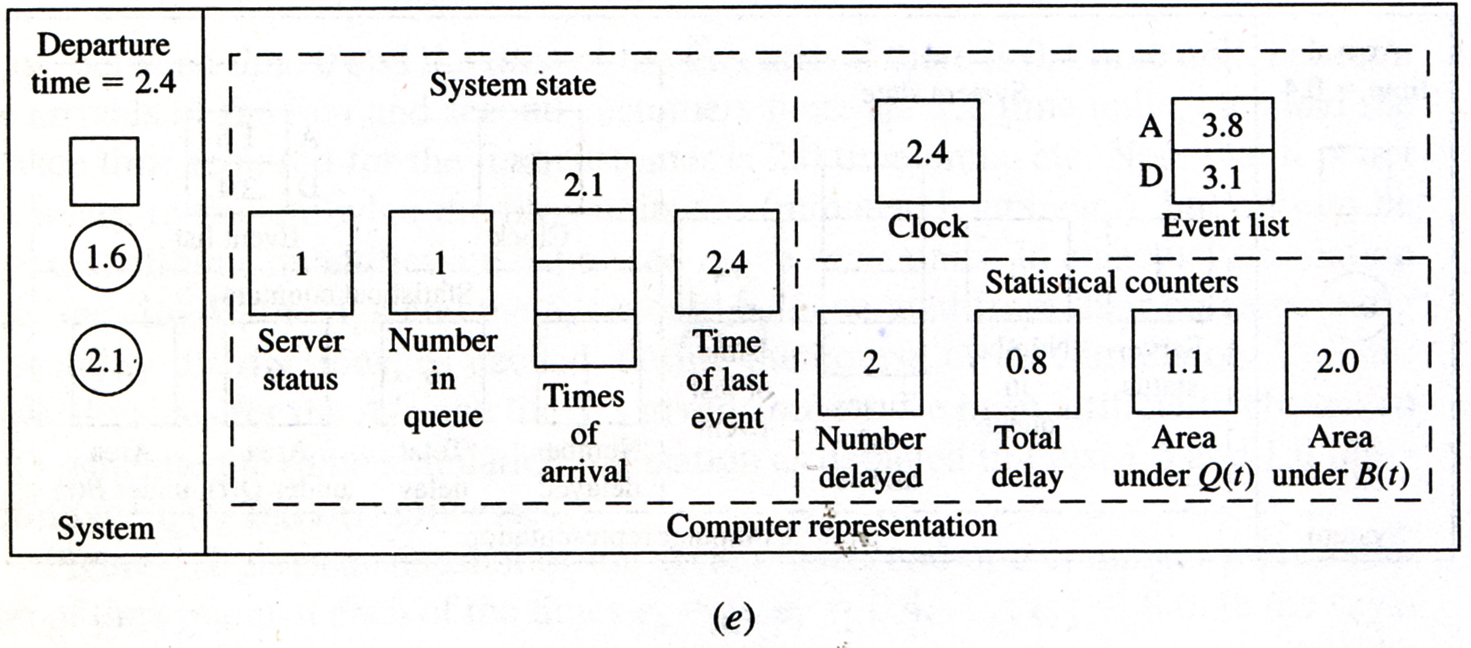 Departure
time = 2.4
1.6
2.1
System
System state
1
Server
status
1
Number
in
queue
2.1
Times
of
arrival
2.4
Time
of last
event
2.4
Clock
A 3.8
D 3.1
Event list
Statistical counters
2
Number
delayed
0.8
Total
delay
1.1
Area
under Q(t)
2.0
Area
under B(t)
Computer representation
(e)